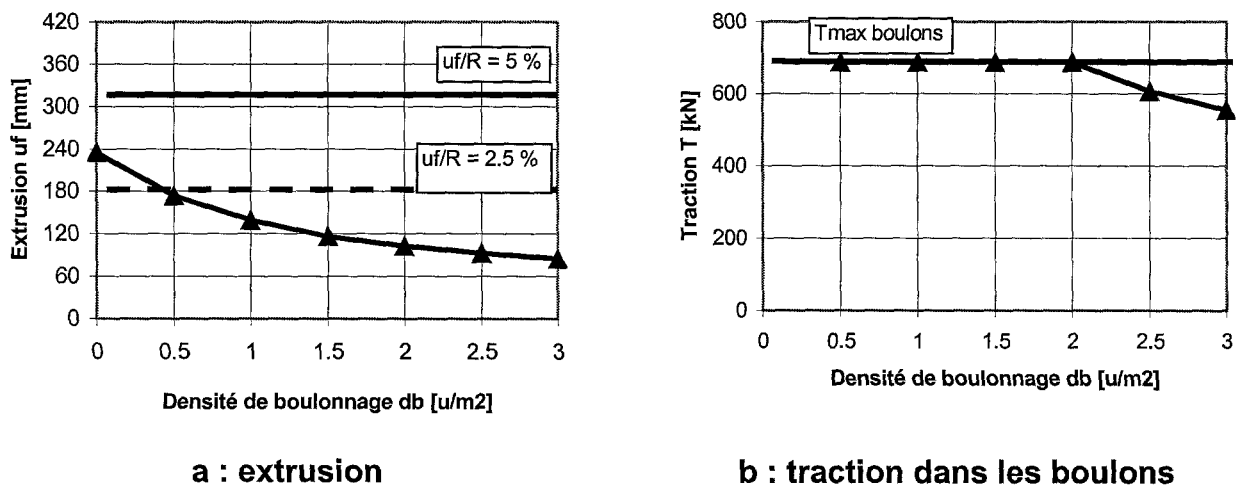 420
360
300
240
180
120
60
0
Extrusion uf [mm]
uf/R = 5 %
uf/R = 2.5 %
0 0.5 1 1.5 2 2.5 3
Densité de boulonnage db [u/m2]
a : extrusion
800
600
400
200
0
Traction T [kN]
Tmax boulons
0 0.5 1 1.5 2 2.5 3
Densité de boulonnage db [u/m2]
b : traction dans les boulons